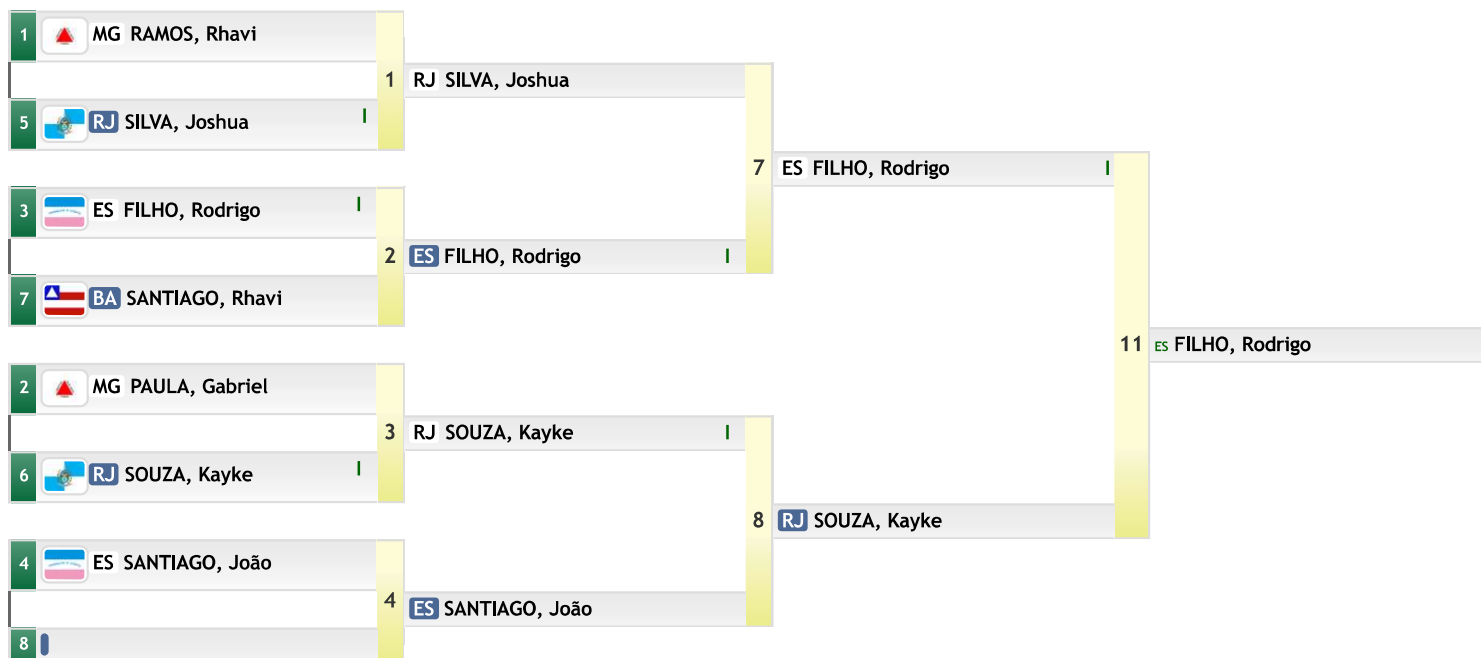 1 MG RAMOS, Rhavi
1 RJ SILVA, Joshua
5 RJ SILVA, Joshua I
7 ES FILHO, Rodrigo I
3 ES FILHO, Rodrigo I
2 ES FILHO, Rodrigo I
7 BA SANTIAGO, Rhavi
11 ES FILHO, Rodrigo
2 MG PAULA, Gabriel
3 RJ SOUZA, Kayke I
6 RJ SOUZA, Kayke I
8 RJ SOUZA, Kayke
4 ES SANTIAGO, João
4 ES SANTIAGO, João
8